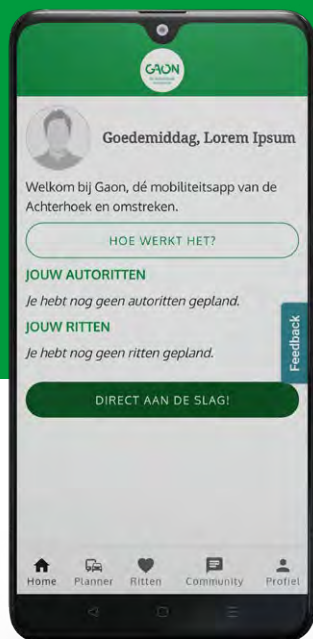 GAON
Goedemiddag, Lorem Ipsum
Welkom bij Gaon, dé mobiliteitsapp van de
Achterhoek en omstreken.
HOE WERKT HET?
JOUW AUTORITTEN
Je hebt nog geen autoritten gepland.
JOUW RITTEN
Je hebt nog geen ritten gepland.
Feedback
DIRECT AAN DE SLAG!
Home Planner Ritten Community Profiel